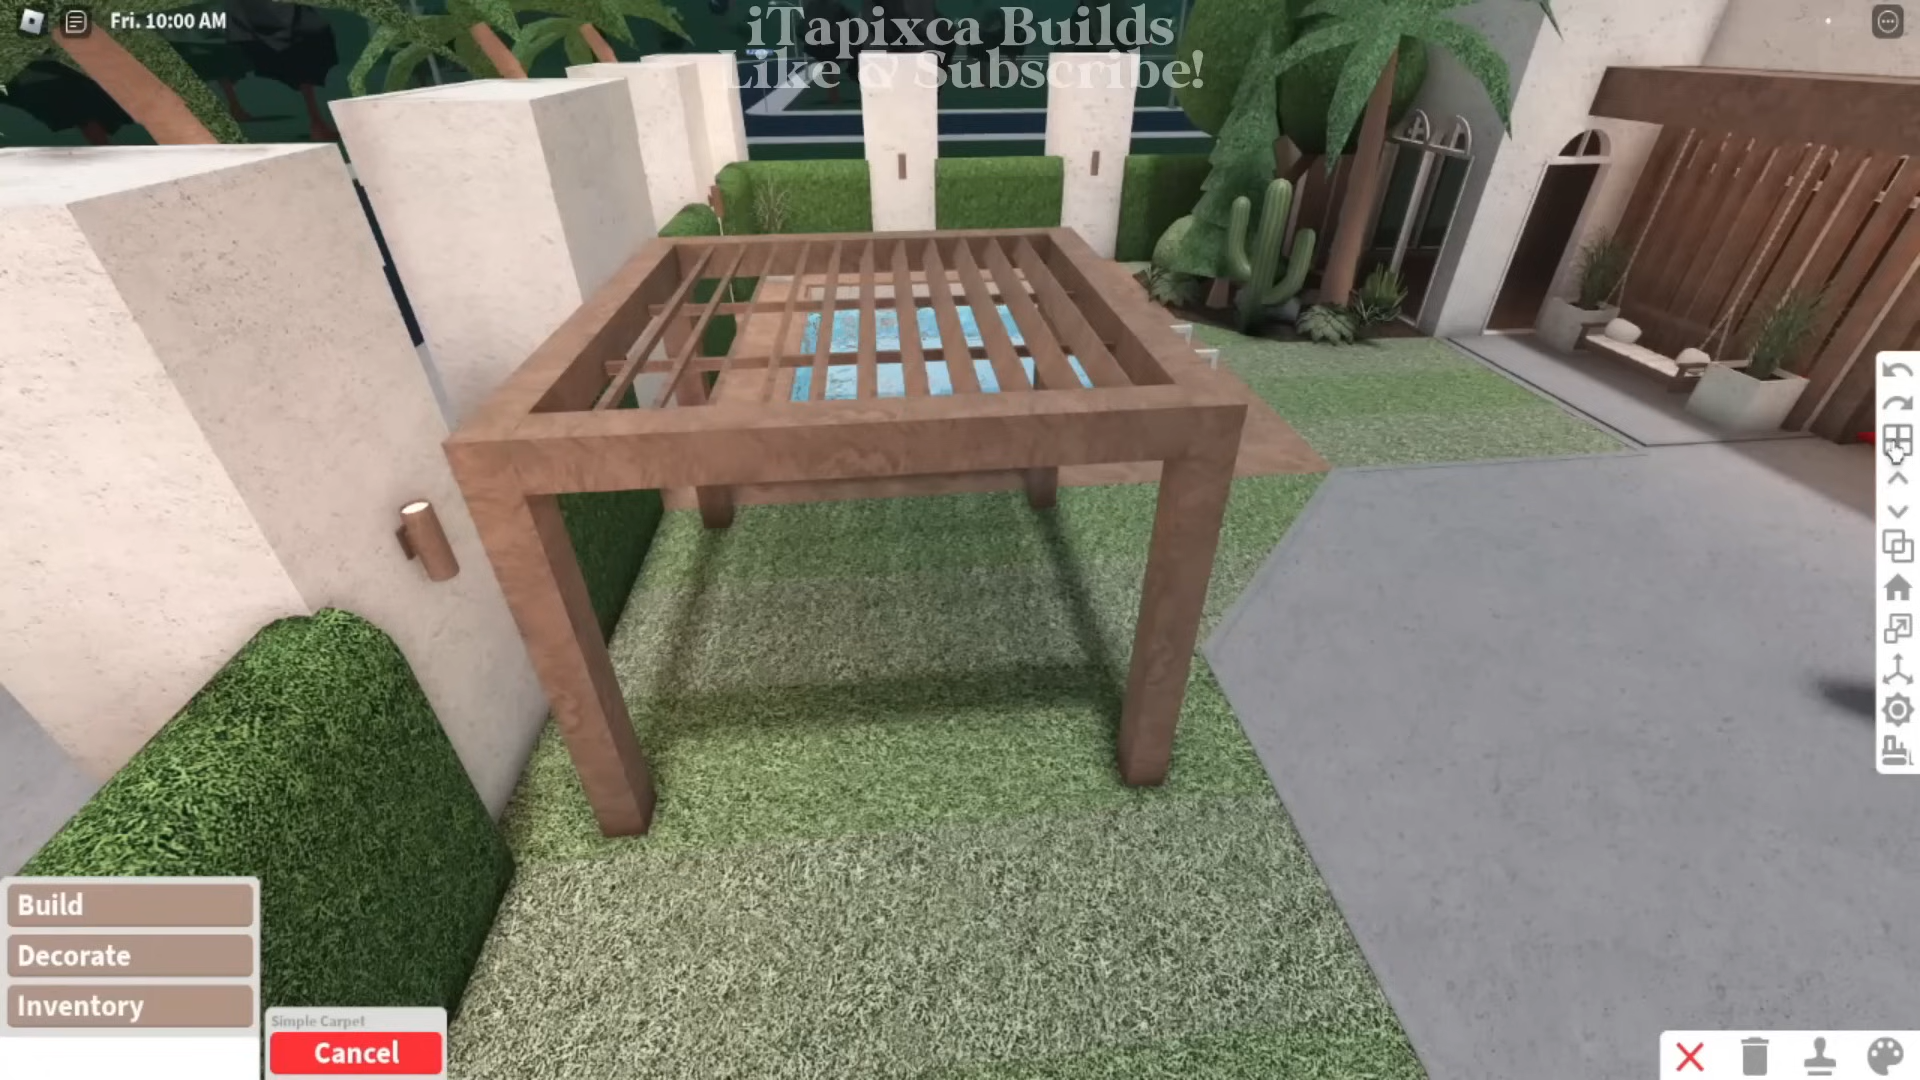 Fri. 10:00 AM
iTapixca Builds
Like & Subscribe!
Build
Decorate
Inventory
Simple Carpet
Cancel